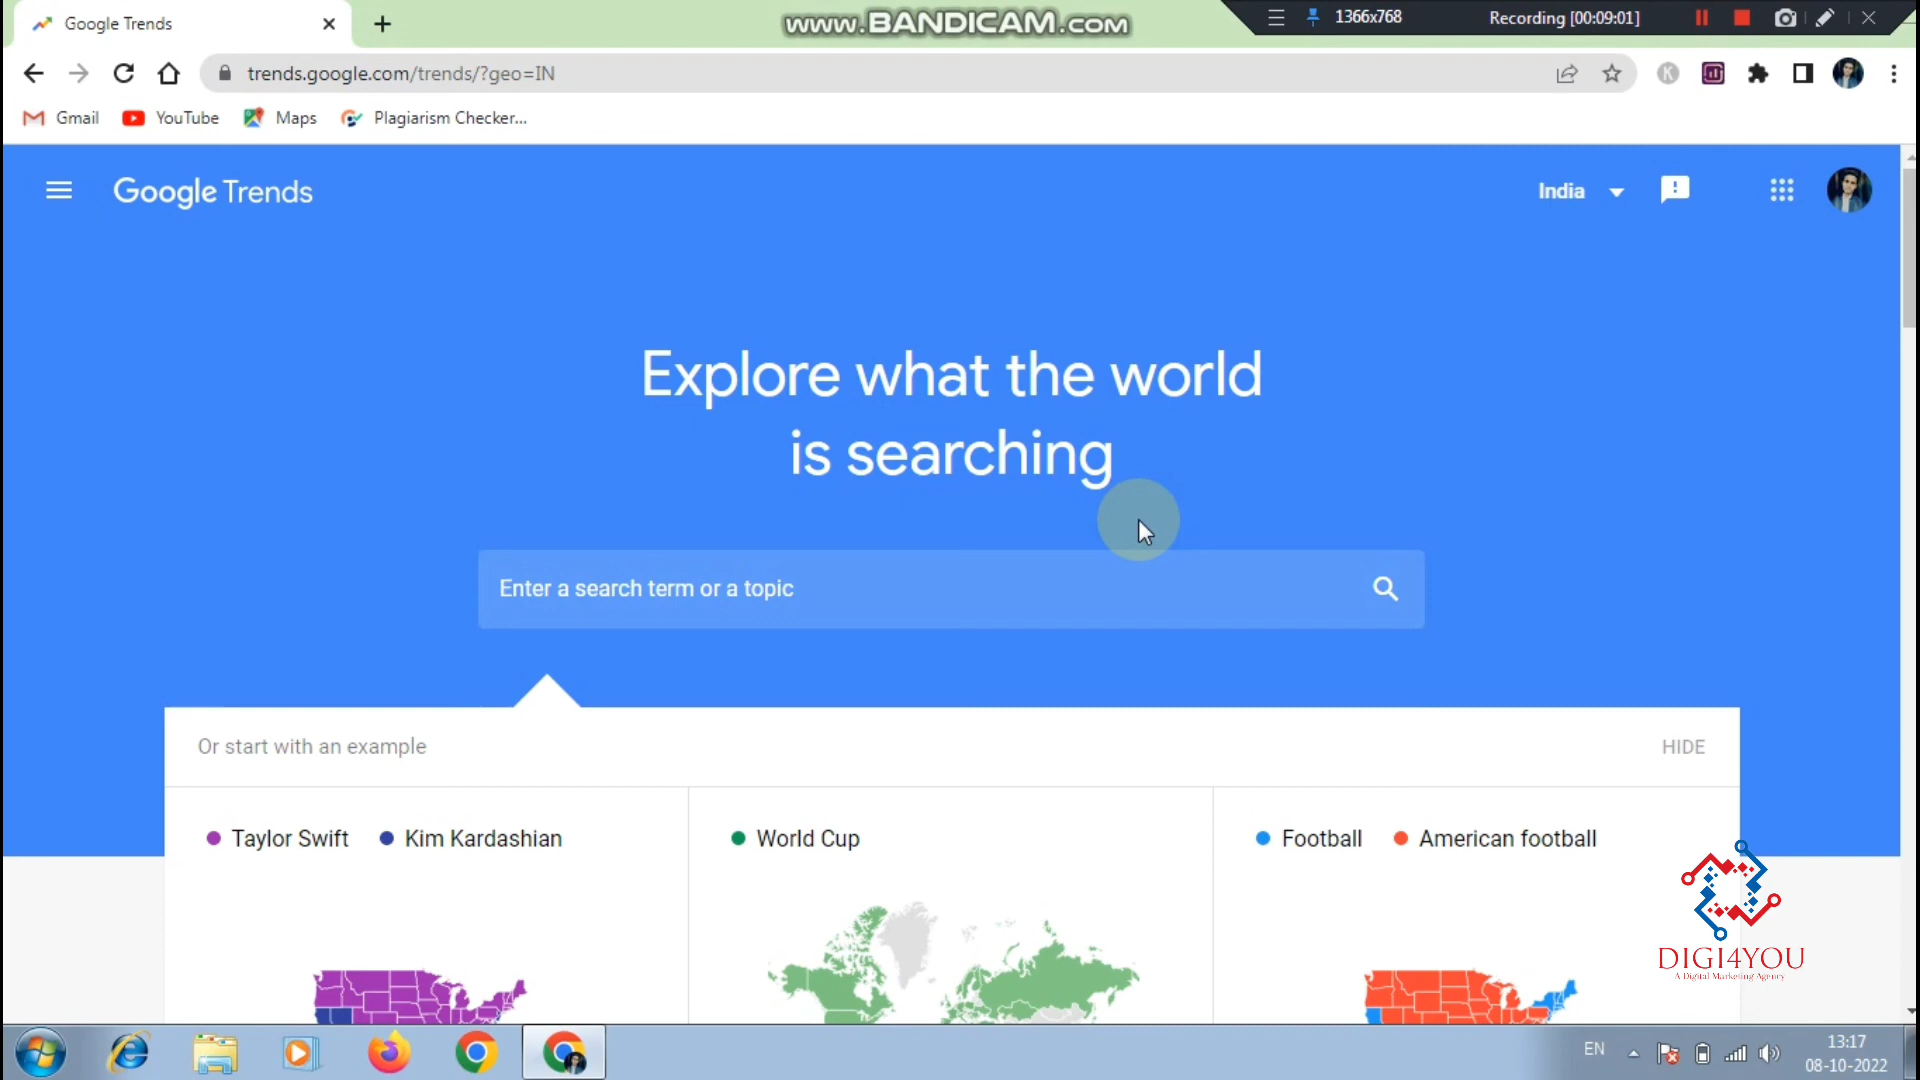 Google Trends
www.BANDICAM.com
1366x768
Recording [00:09:01]
trends.google.com/trends/?geo=IN
K
Gmail
YouTube
Maps
Plagiarism Checker...
Google Trends
India
Explore what the world
is searching
Enter a search term or a topic
Or start with an example
HIDE
Taylor Swift
Kim Kardashian
World Cup
Football
American football
DIGI4YOU
A Digital Marketing Agency
EN
13:17
08-10-2022